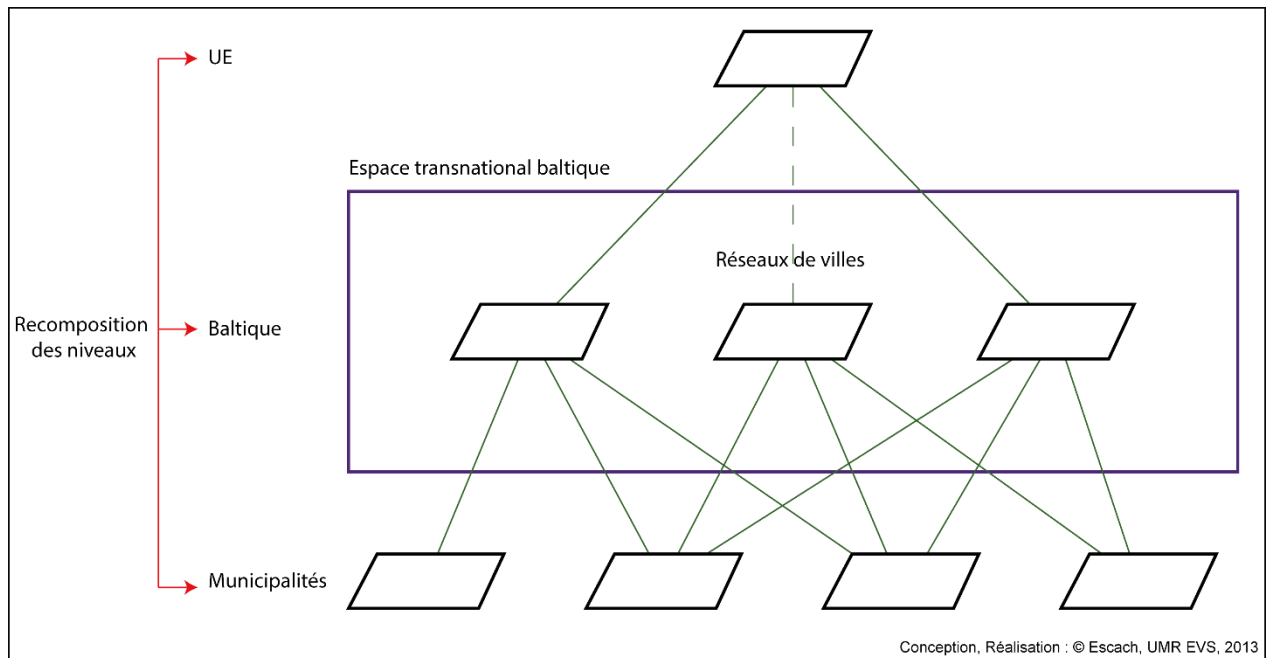 UE
Espace transnational baltique
Réseaux de villes
Recomposition
des niveaux
Baltique
Municipalités
Conception, Réalisation : © Escach, UMR EVS, 2013